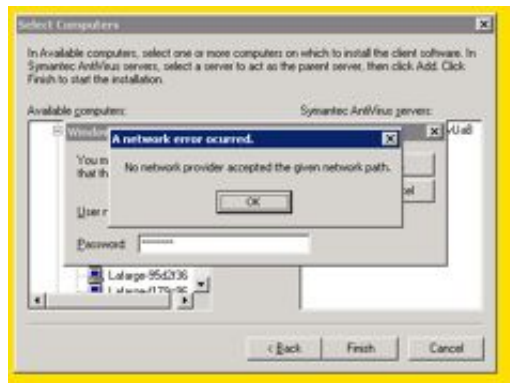 Select Computers
In Available computers, select one or more computers on which to install the client software. In
Symantec AntiVirus servers, select a server to act as the parent server, then click Add. Click
Finish to start the installation.
Available computers:
Symantec AntiVirus servers:
Window
A network error ocurred.
You m
that th
No network provider accepted the given network path.
OK
User n
Password:
Lafarge-95d2f36
< Back
Finish
Cancel